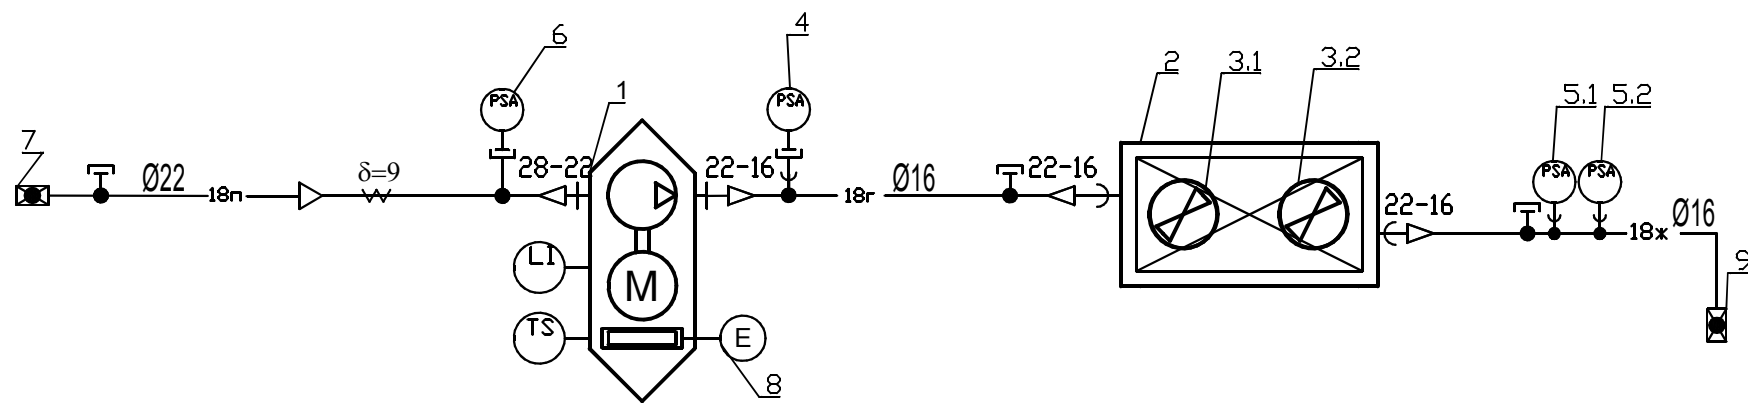 4
6
2
3.1
3.2
5.1
5.2
PSA
PSA
1
7
28-22
22-16
22-16
PSA
PSA
Ø22
δ=9
18п
18г
Ø16
22-16
Ø16
18ж
LI
M
9
TS
E
8